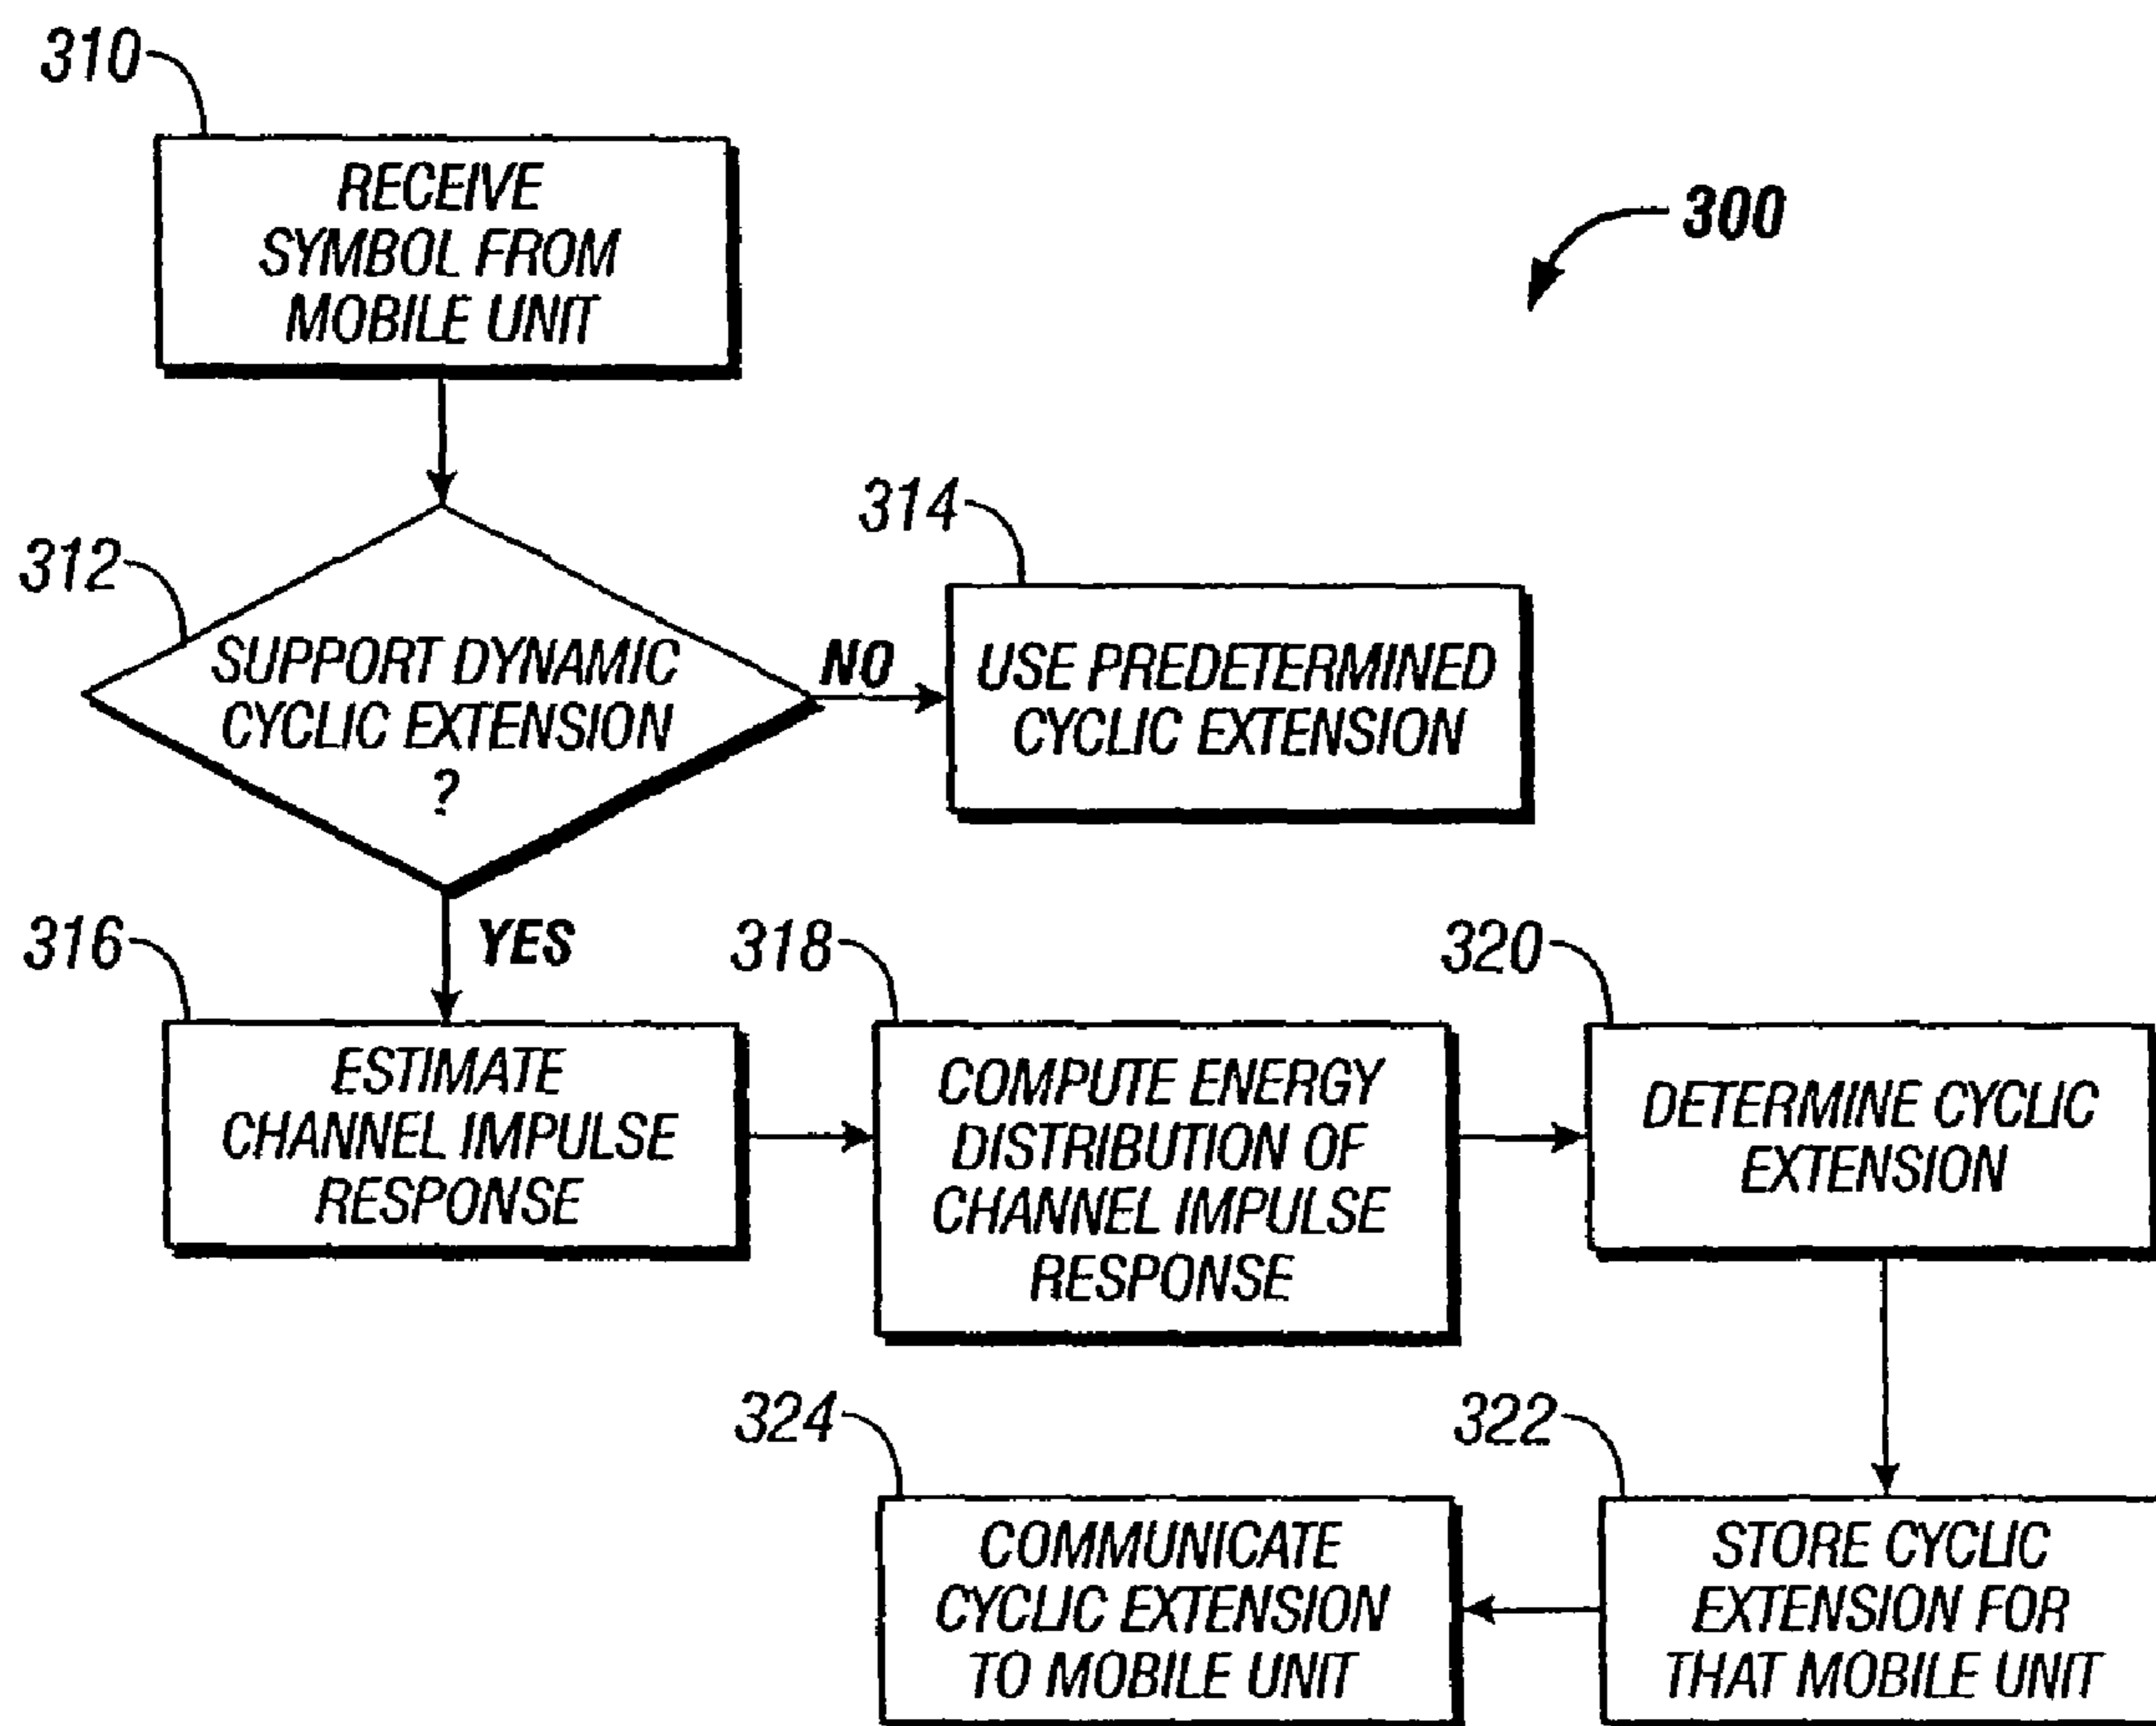 310
RECEIVE
SYMBOL FROM
MOBILE UNIT
300
312
SUPPORT DYNAMIC
CYCLIC EXTENSION
?
NO
314
USE PREDETERMINED
CYCLIC EXTENSION
YES
316
ESTIMATE
CHANNEL IMPULSE
RESPONSE
318
COMPUTE ENERGY
DISTRIBUTION OF
CHANNEL IMPULSE
RESPONSE
320
DETERMINE CYCLIC
EXTENSION
322
STORE CYCLIC
EXTENSION FOR
THAT MOBILE UNIT
324
COMMUNICATE
CYCLIC EXTENSION
TO MOBILE UNIT